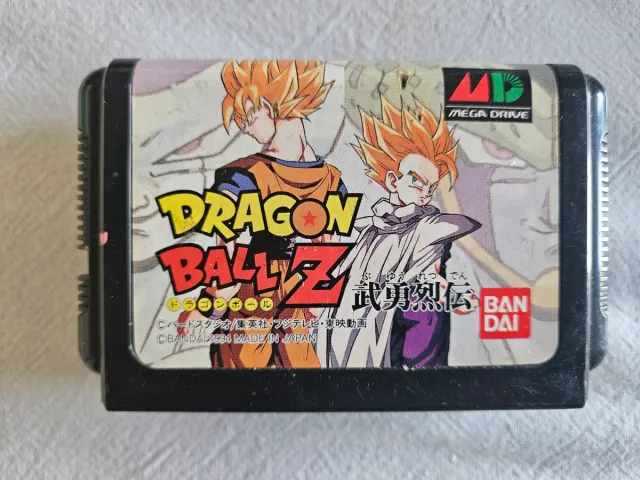 MD
MEGA DRIVE
DRAGON
BALL Z
ドラゴンボール
ぶ ゆう れつ でん
武勇烈伝
BAN
DAI
©バードスタジオ/集英社・フジテレビ・東映動画
©BANDAI 1994 MADE IN JAPAN